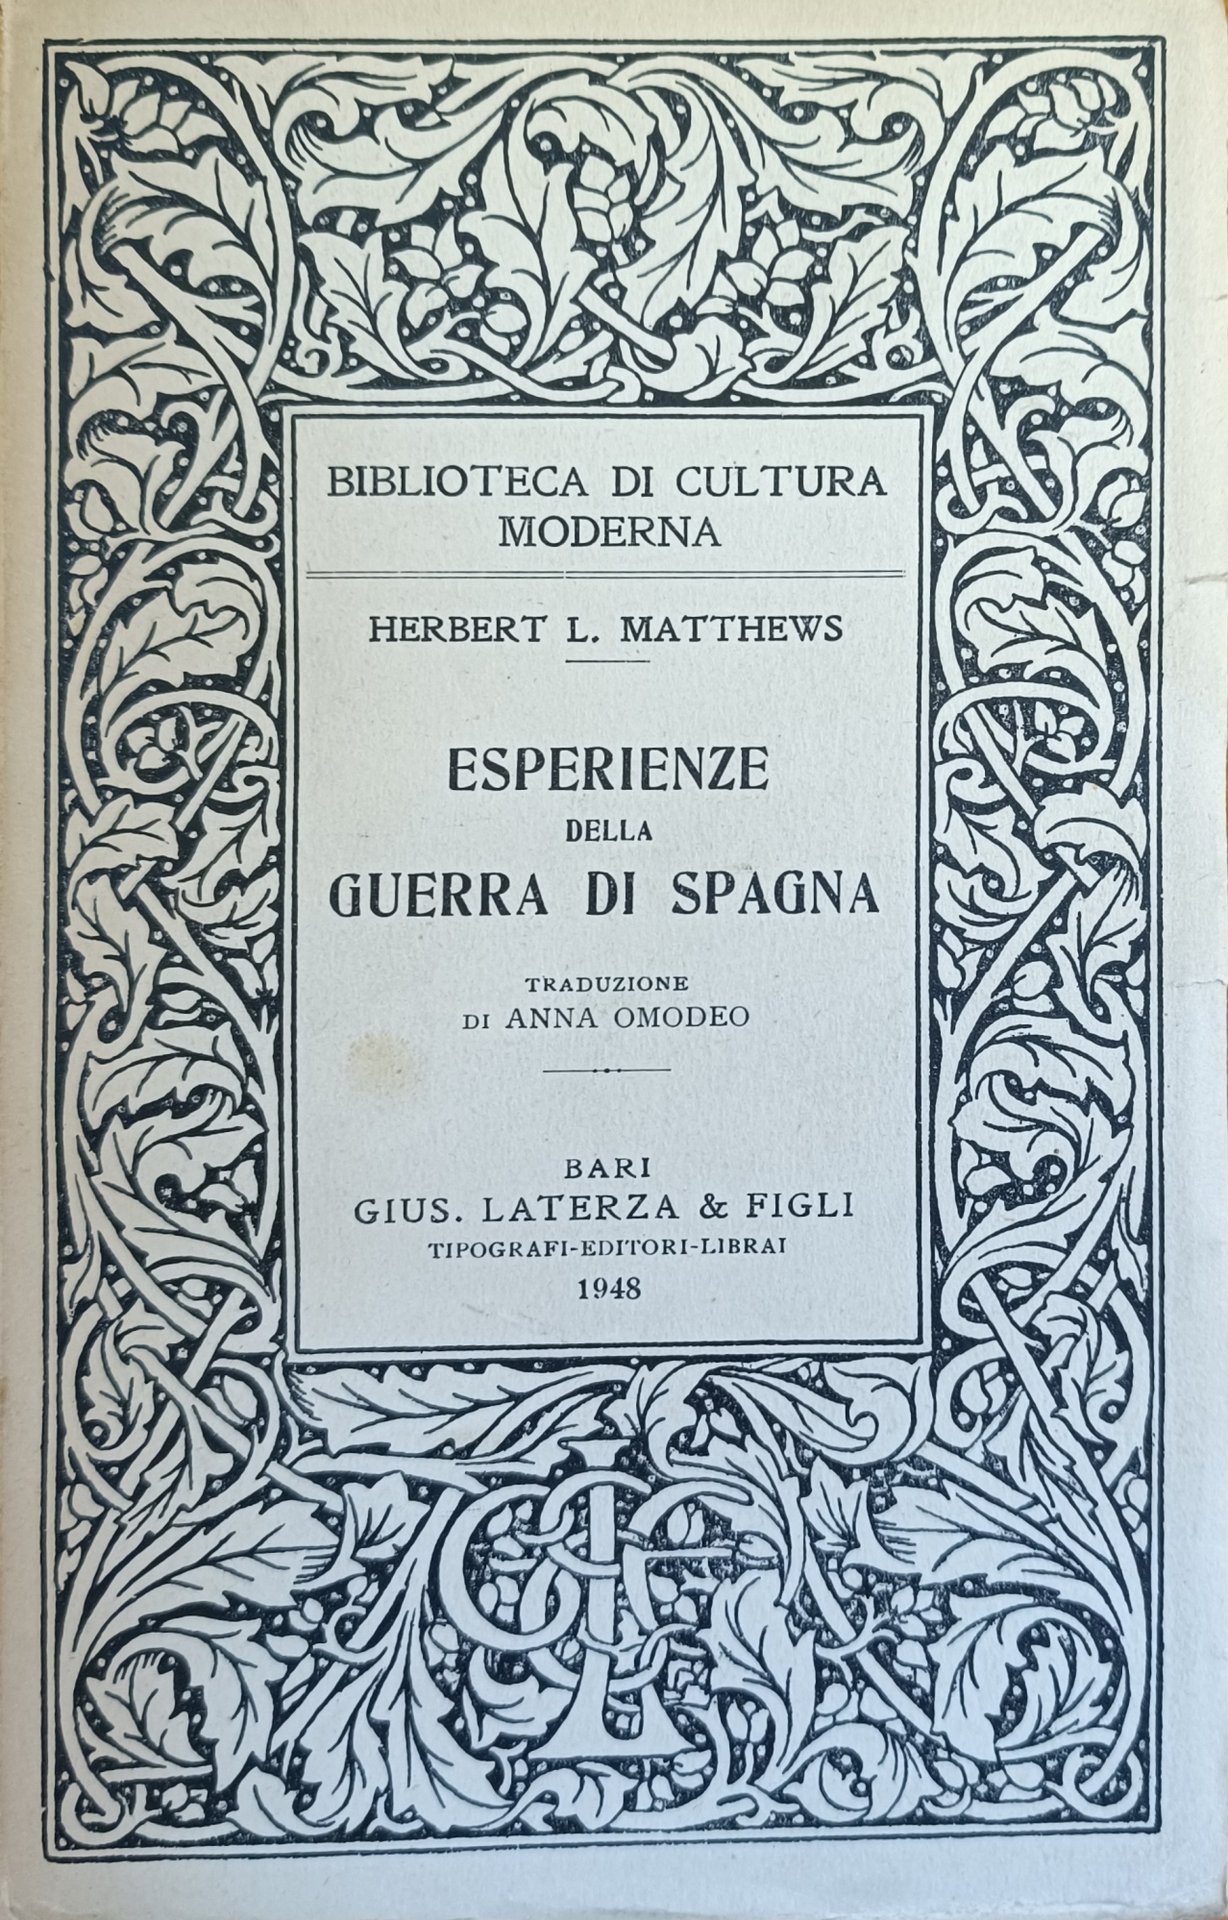 BIBLIOTECA DI CULTURA
MODERNA
HERBERT L. MATTHEWS
ESPERIENZE
DELLA
GUERRA DI SPAGNA
TRADUZIONE
DI ANNA OMODEO
BARI
GIUS. LATERZA & FIGLI
TIPOGRAFI-EDITORI-LIBRAI
1948